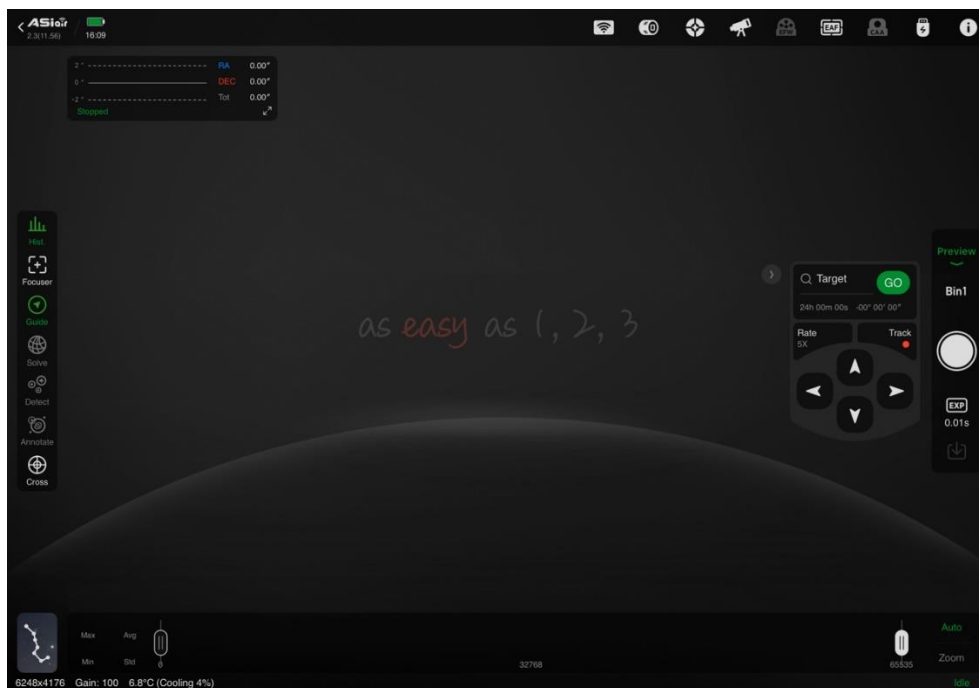 ASiair
2.3(11.56)
16:09
EFW
EAF
CAA
2"
RA 0.00"
0"
DEC 0.00"
-2"
Tot 0.00"
Stopped
Hist.
Focuser
Guide
Solve
Detect
Annotate
Cross
as easy as 1, 2, 3
Target
GO
24h 00m 00s -00° 00′ 00″
Rate
5X
Track
Preview
Bin1
EXP
0.01s
Max Avg
Min Std
0
32768
65535
Auto
Zoom
6248x4176 Gain: 100 6.8°C (Cooling 4%)
Idle